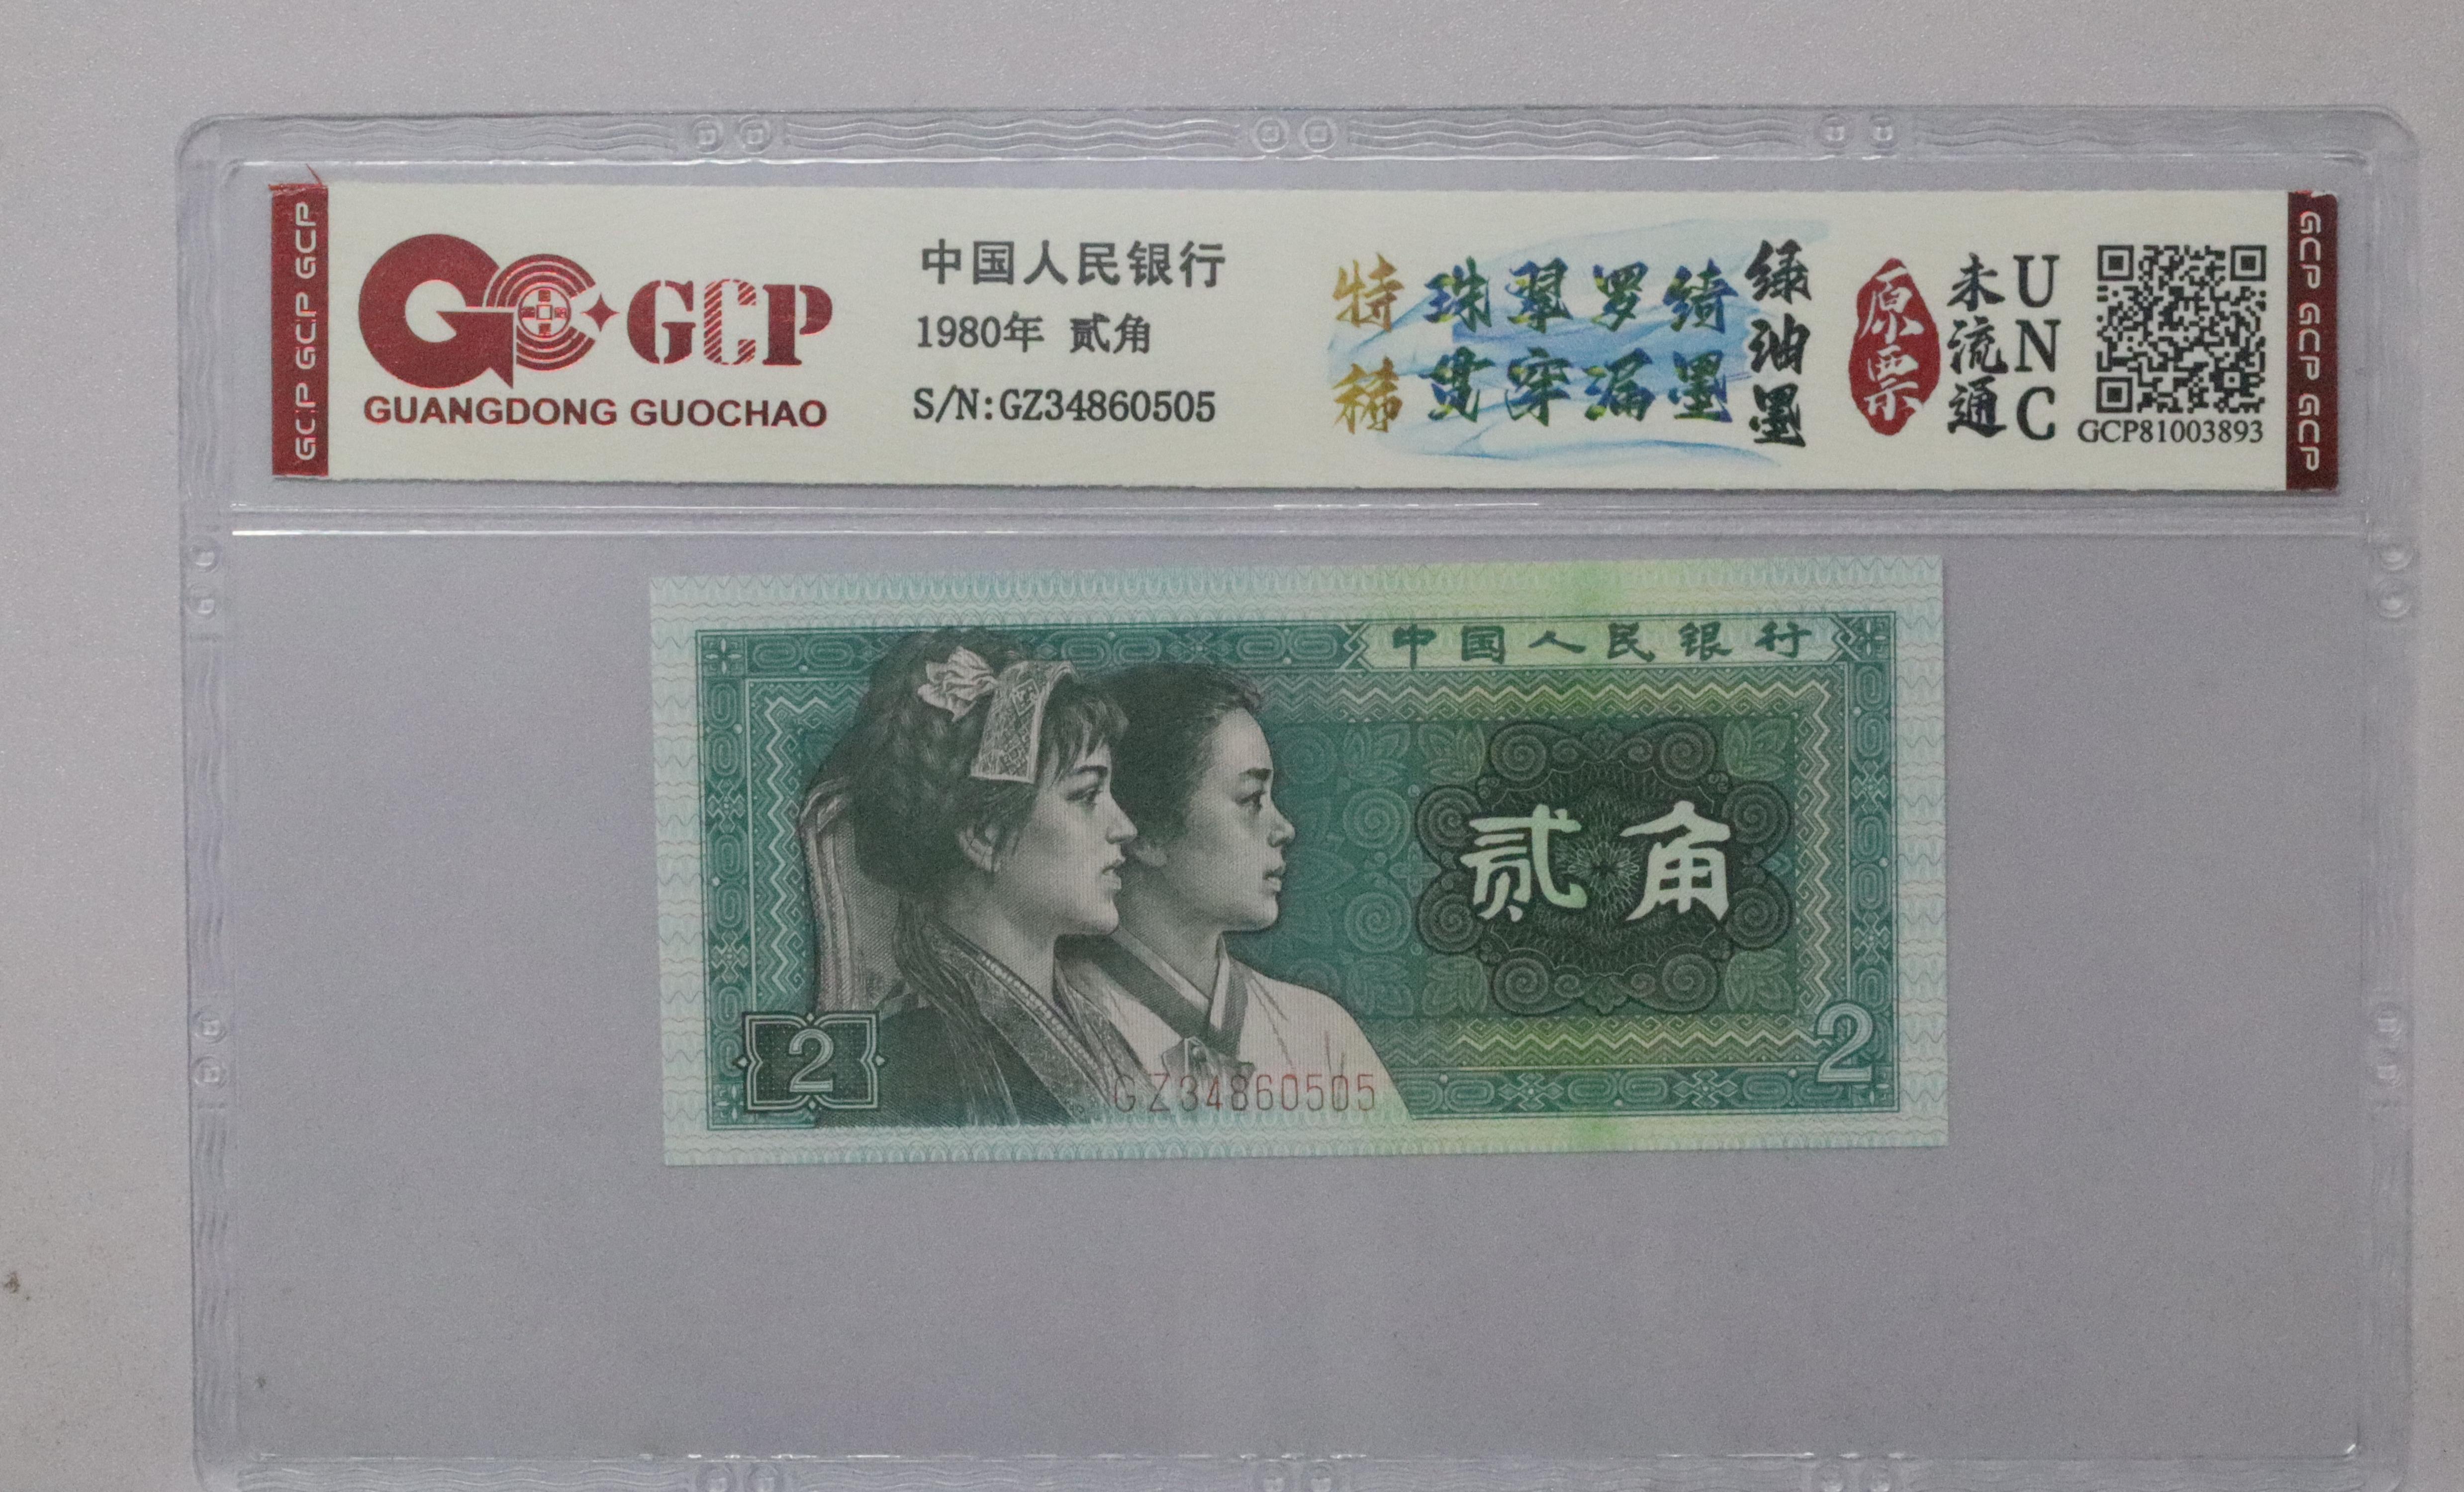 GCP GCP GCP
GCP
GUANGDONG GUOCHAO
中国人民银行
1980年 贰角
S/N:GZ34860505
特稀
珠翠罗绮
贯穿漏墨
绿油墨
原票
未流通
UNC
GCP81003893
GCP GCP GCP
中国人民银行
贰角
2
2
GZ34860505